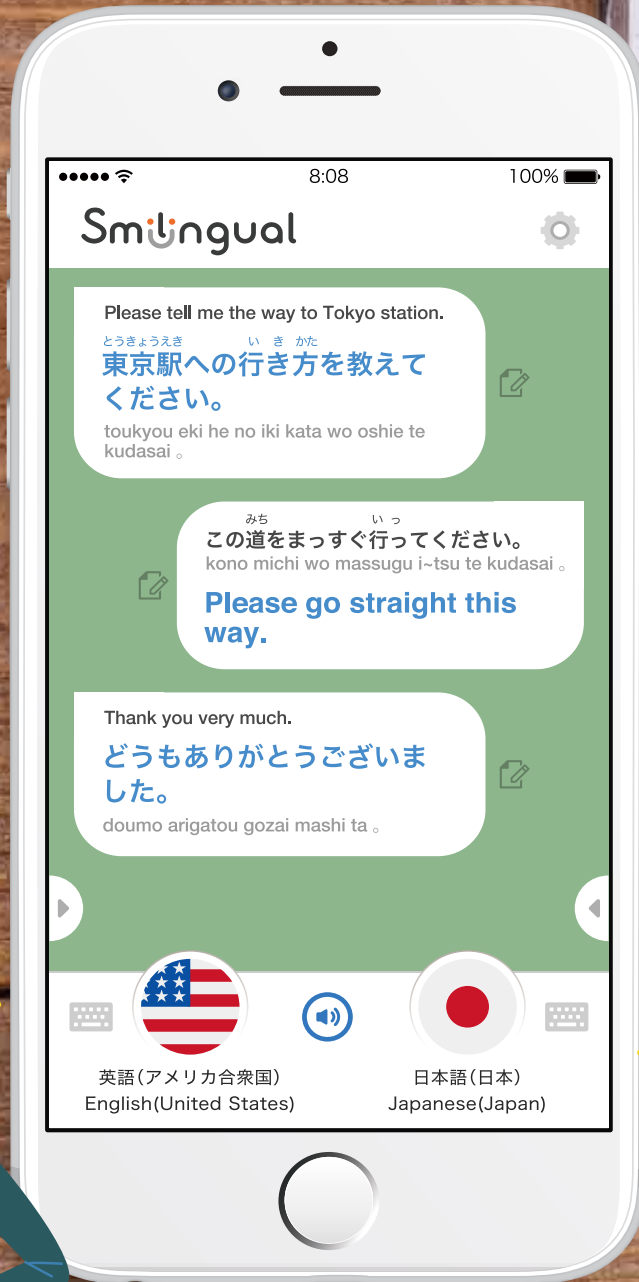 8:08
100%
Smilingual
Please tell me the way to Tokyo station.
とうきょうえき い き かた
東京駅への行き方を教えて
ください。
toukyou eki he no iki kata wo oshie te
kudasai 。
みち い っ
この道をまっすぐ行ってください。
kono michi wo massugu i~tsu te kudasai 。
Please go straight this
way.
Thank you very much.
どうもありがとうございま
した。
doumo arigatou gozai mashi ta 。
英語(アメリカ合衆国) 日本語(日本)
English(United States) Japanese(Japan)